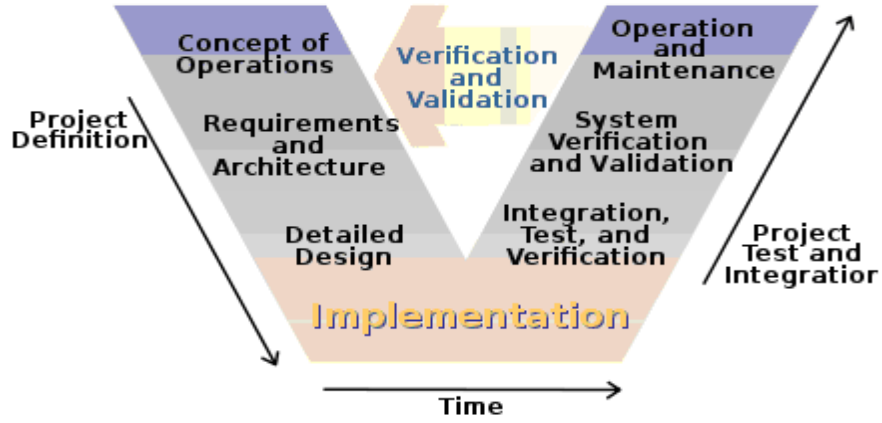 Concept of
Operations
Verification
and
Validation
Operation
and
Maintenance
Project
Definition
Requirements
and
Architecture
System
Verification
and Validation
Detailed
Design
Integration,
Test, and
Verification
Project
Test and
Integratior
Implementation
Time